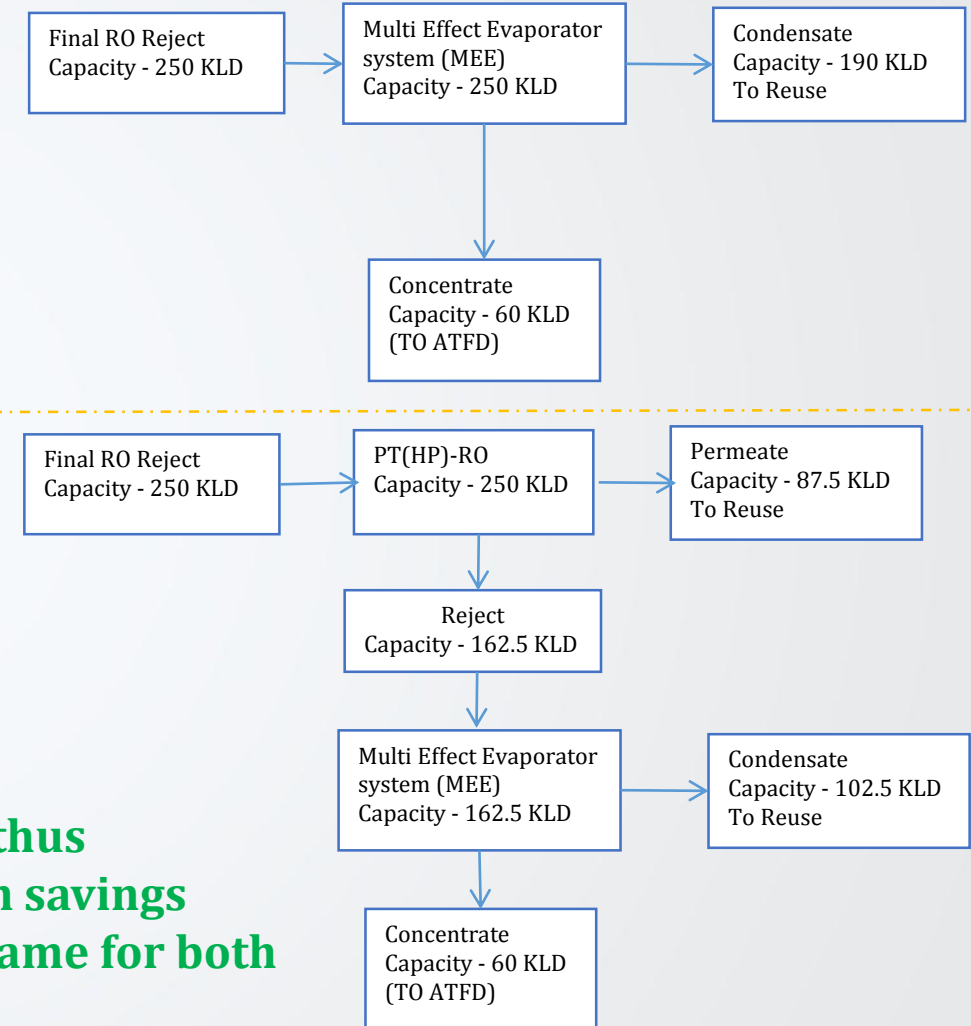 Final RO Reject
Capacity - 250 KLD
Multi Effect Evaporator
system (MEE)
Capacity - 250 KLD
Condensate
Capacity - 190 KLD
To Reuse
Concentrate
Capacity - 60 KLD
(TO ATFD)
Final RO Reject
Capacity - 250 KLD
PT(HP)-RO
Capacity - 250 KLD
Permeate
Capacity - 87.5 KLD
To Reuse
Reject
Capacity - 162.5 KLD
Multi Effect Evaporator
system (MEE)
Capacity - 162.5 KLD
Condensate
Capacity - 102.5 KLD
To Reuse
thus
savings
ame for both
Concentrate
Capacity - 60 KLD
(TO ATFD)